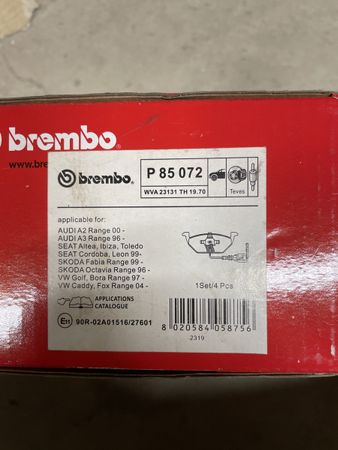 brembo
www.bre
brembo
P 85 072
WVA 23131 TH 19.70
Teves
applicable for:
AUDI A2 Range 00 -
AUDI A3 Range 96 -
SEAT Altea, Ibiza, Toledo
SEAT Cordoba, Leon 99-
SKODA Fabia Range 99 -
SKODA Octavia Range 96 -
VW Golf, Bora Range 97 -
VW Caddy, Fox Range 04 -
APPLICATIONS
CATALOGUE
1Set/4 Pcs
E11 90R-02A01516/27601
8 020584 058756
2319